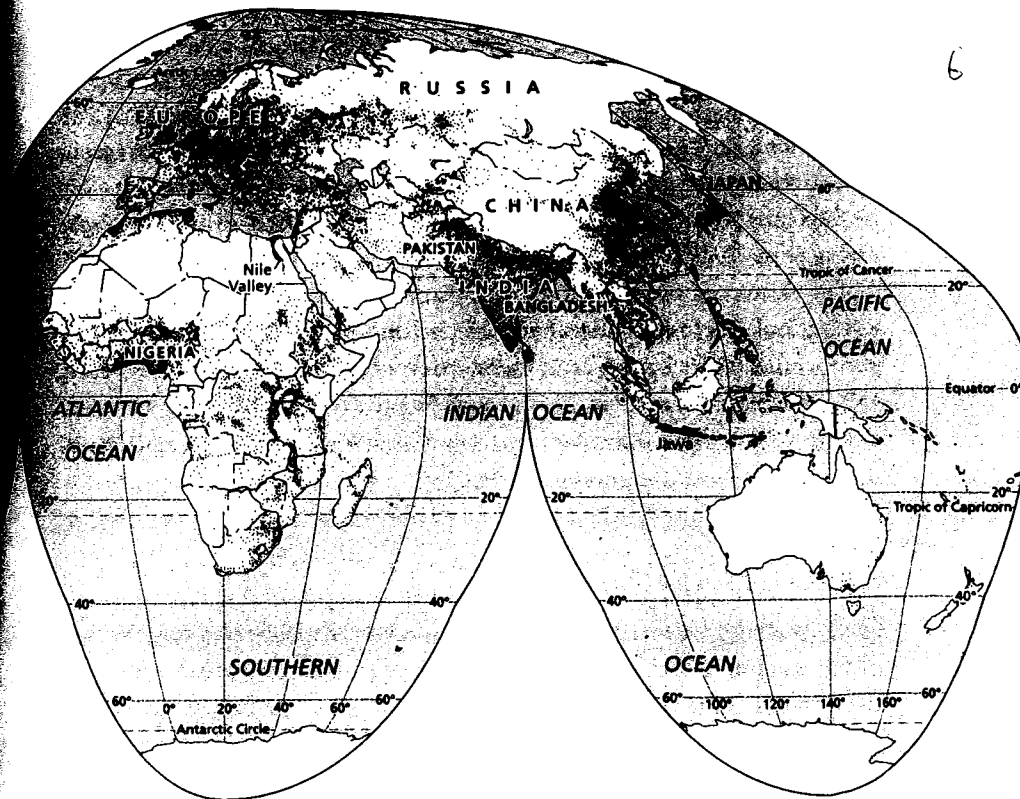 6
RUSSIA
EUROPE
60°
JAPAN
40°
CHINA
PAKISTAN
Nile
Valley
Tropic of Cancer
INDIA
20°
BANGLADESH
PACIFIC
OCEAN
NIGERIA
Equator 0°
ATLANTIC
OCEAN
INDIAN OCEAN
Jawa
20° 20° 20°
Tropic of Capricorn
40° 40° 40° 40°
SOUTHERN OCEAN
60° 0° 20° 40° 60° 60° 60° 100° 120° 140° 160° 60°
Antarctic Circle